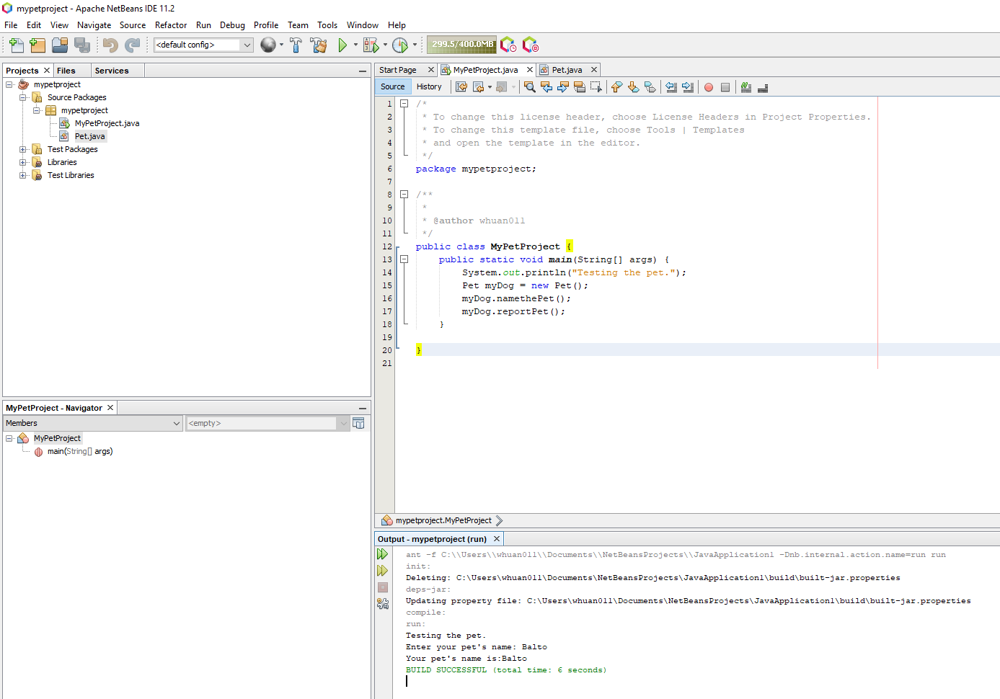 mypetproject - Apache NetBeans IDE 11.2
File Edit View Navigate Source Refactor Run Debug Profile Team Tools Window Help
<default config> 299.5/400.0MB
Projects Files Services
mypetproject
Source Packages
mypetproject
MyPetProject.java
Pet.java
Test Packages
Libraries
Test Libraries
MyPetProject - Navigator
Members <empty>
MyPetProject
main(String[] args)
Start Page MyPetProject.java Pet.java
Source History
1 /*
2 * To change this license header, choose License Headers in Project Properties.
3 * To change this template file, choose Tools | Templates
4 * and open the template in the editor.
5 */
6 package mypetproject;
7
8 /**
9 *
10 * @author whuan011
11 */
12 public class MyPetProject {
13 public static void main(String[] args) {
14 System.out.println("Testing the pet.");
15 Pet myDog = new Pet();
16 myDog.namethePet();
17 myDog.reportPet();
18 }
19
20 }
21
mypetproject.MyPetProject
Output - mypetproject (run)
ant -f C:\\Users\\whuan011\\Documents\\NetBeansProjects\\JavaApplication1 -Dnb.internal.action.name=run run
init:
Deleting: C:\Users\whuan011\Documents\NetBeansProjects\JavaApplication1\build\built-jar.properties
deps-jar:
Updating property file: C:\Users\whuan011\Documents\NetBeansProjects\JavaApplication1\build\built-jar.properties
compile:
run:
Testing the pet.
Enter your pet's name: Balto
Your pet's name is:Balto
BUILD SUCCESSFUL (total time: 6 seconds)